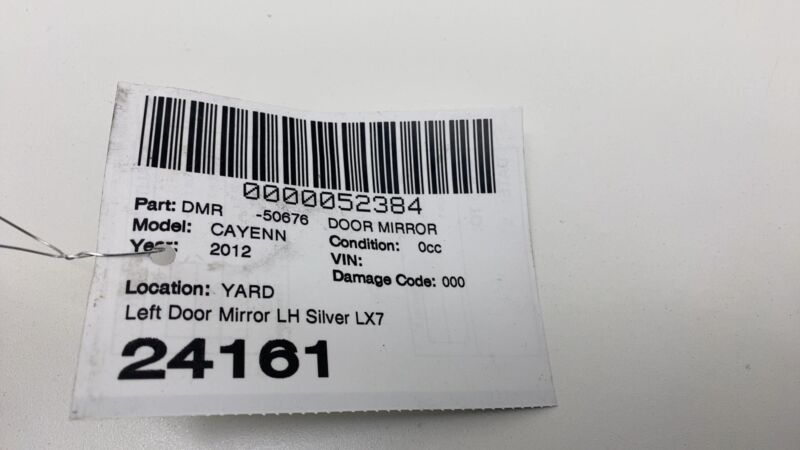 0000052384
Part: DMR -50676 DOOR MIRROR
Model: CAYENN Condition: 0cc
Year: 2012 VIN:
Damage Code: 000
Location: YARD
Left Door Mirror LH Silver LX7
24161